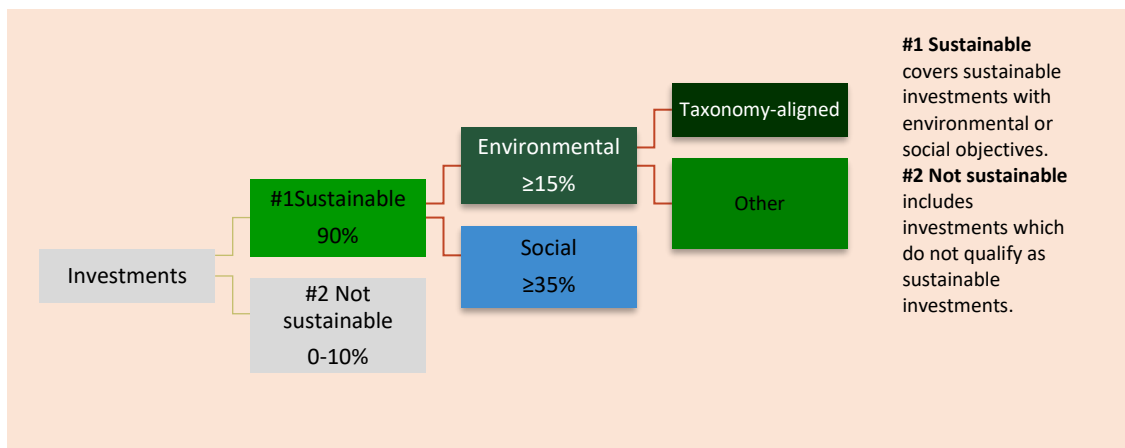 Investments
#1Sustainable
90%
#2 Not
sustainable
0-10%
Environmental
≥15%
Social
≥35%
Taxonomy-aligned
Other
#1 Sustainable
covers sustainable
investments with
environmental or
social objectives.
#2 Not sustainable
includes
investments which
do not qualify as
sustainable
investments.